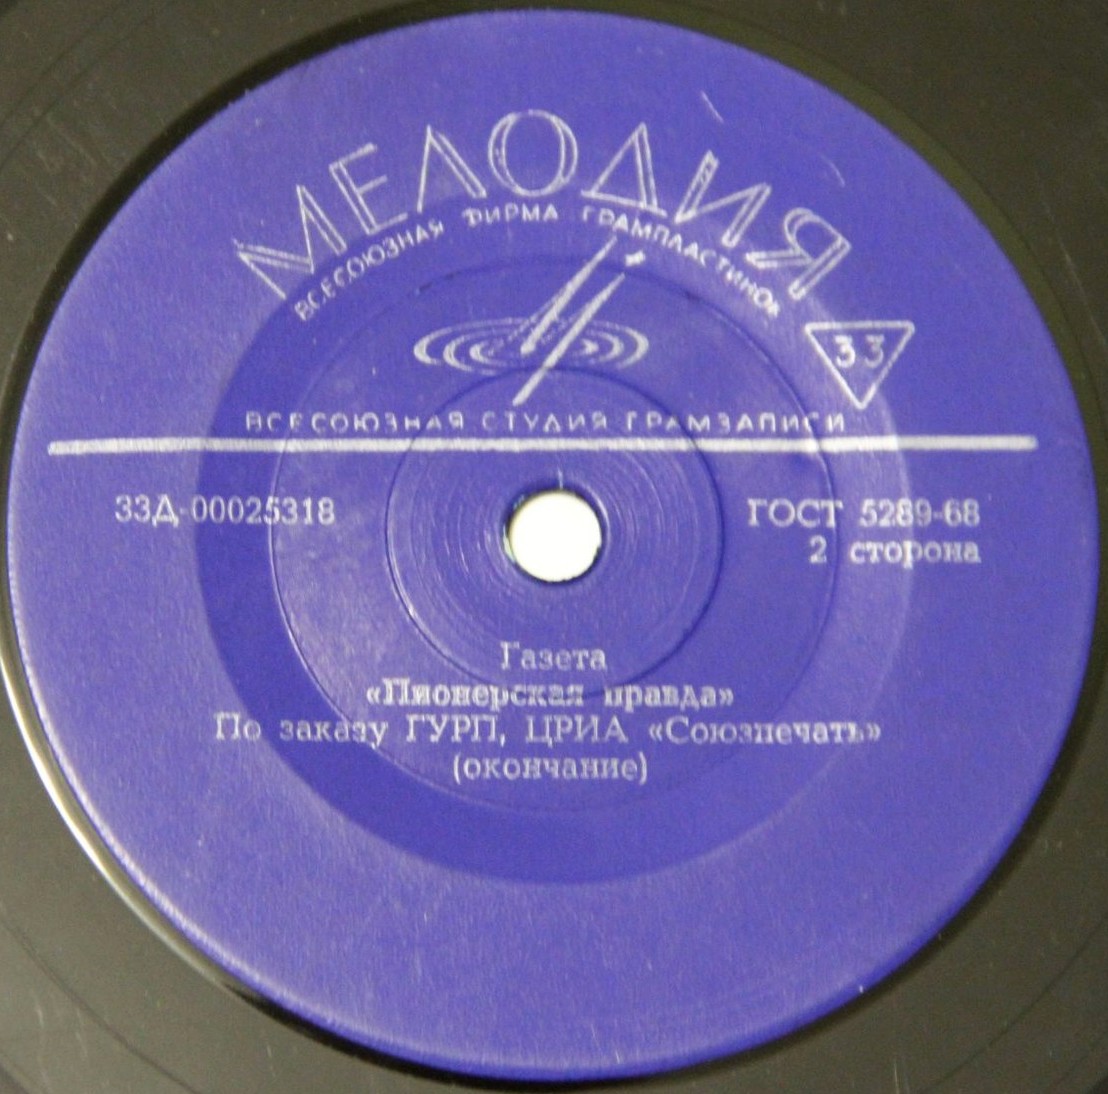 МЕЛОДИЯ
ВСЕСОЮЗНАЯ ФИРМА ГРАМПЛАСТИНОК
33
ВСЕСОЮЗНАЯ СТУДИЯ ГРАМЗАПИСИ
33Д-00025318
ГОСТ 5289-68
2 сторона
Газета
«Пионерская правда»
По заказу ГУРП, ЦРИА «Союзпечать»
(окончание)